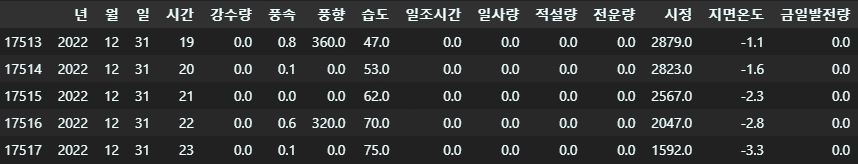 년 월 일 시간 강수량 풍속 풍향 습도 일조시간 일사량 적설량 전운량 시정 지면온도 금일발전량
17513 2022 12 31 19 0.0 0.8 360.0 47.0 0.0 0.0 0.0 0.0 2879.0 -1.1 0.0
17514 2022 12 31 20 0.0 0.1 0.0 53.0 0.0 0.0 0.0 0.0 2823.0 -1.6 0.0
17515 2022 12 31 21 0.0 0.0 0.0 62.0 0.0 0.0 0.0 0.0 2567.0 -2.3 0.0
17516 2022 12 31 22 0.0 0.6 320.0 70.0 0.0 0.0 0.0 0.0 2047.0 -2.8 0.0
17517 2022 12 31 23 0.0 0.1 0.0 75.0 0.0 0.0 0.0 0.0 1592.0 -3.3 0.0